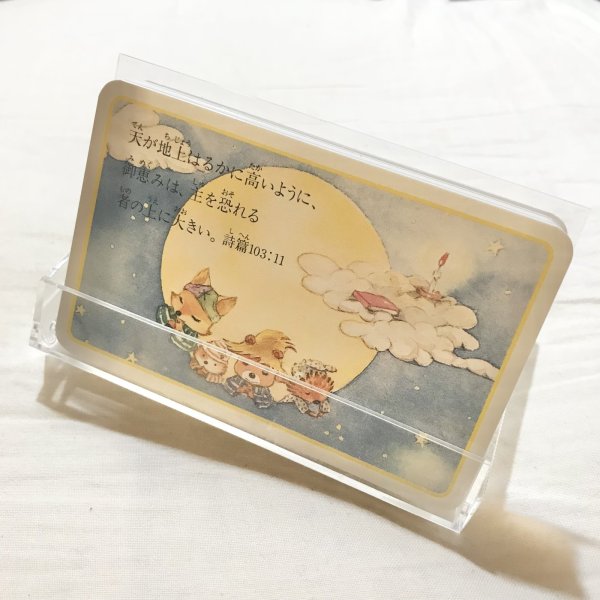 天が地上はるかに高いように、
御恵みは、主を恐れる
者の上に大きい。詩篇103:11